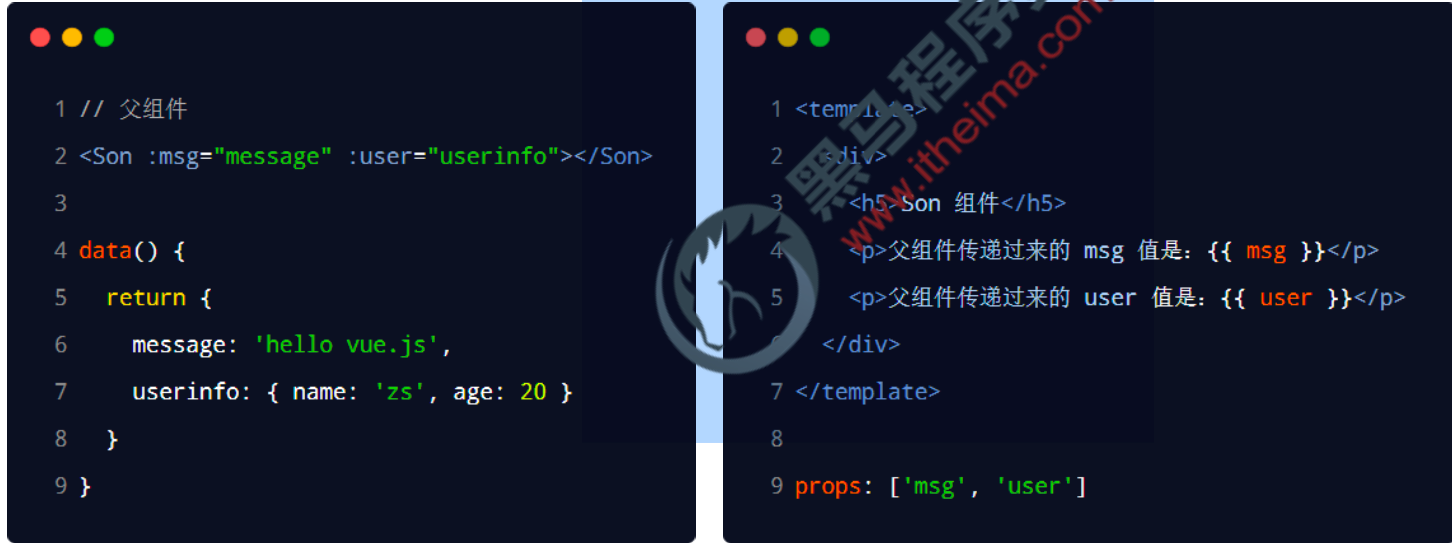 1 // 父组件
2 <Son :msg="message" :user="userinfo"></Son>
3
4 data() {
5   return {
6     message: 'hello vue.js',
7     userinfo: { name: 'zs', age: 20 }
8   }
9 }
1 <template>
2   <div>
3     <h5>Son 组件</h5>
4     <p>父组件传递过来的 msg 值是：{{ msg }}</p>
5     <p>父组件传递过来的 user 值是：{{ user }}</p>
6   </div>
7 </template>
8
9 props: ['msg', 'user']
黑马程序
www.itheima.com